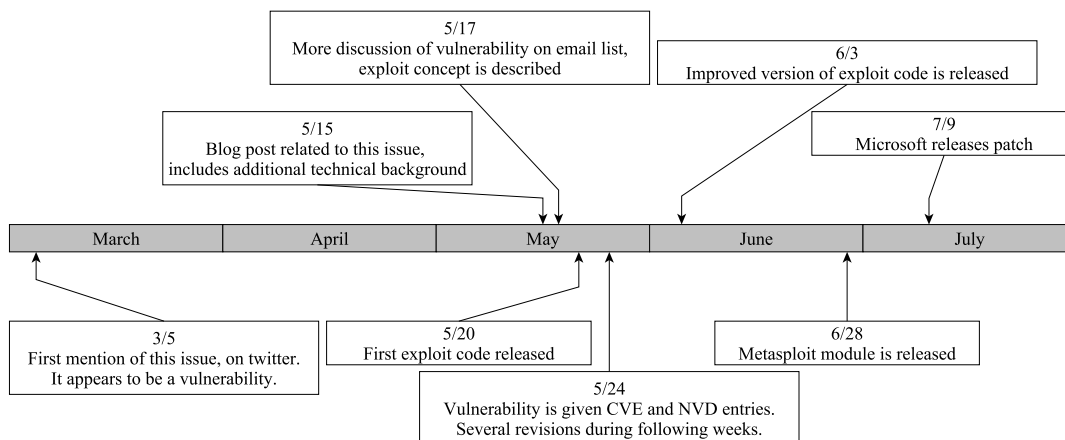 5/17
More discussion of vulnerability on email list,
exploit concept is described
6/3
Improved version of exploit code is released
5/15
Blog post related to this issue,
includes additional technical background
7/9
Microsoft releases patch
March
April
May
June
July
3/5
First mention of this issue, on twitter.
It appears to be a vulnerability.
5/20
First exploit code released
6/28
Metasploit module is released
5/24
Vulnerability is given CVE and NVD entries.
Several revisions during following weeks.